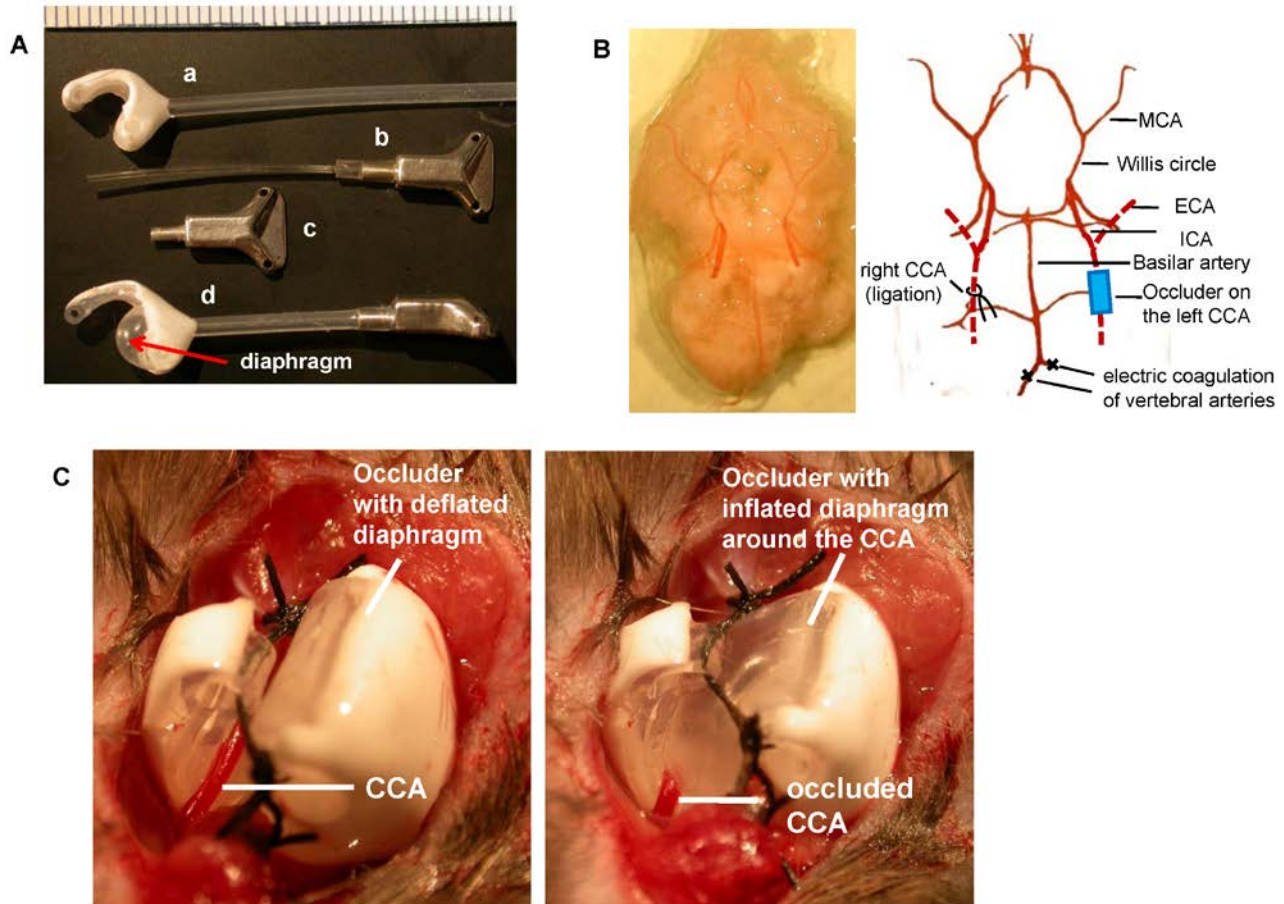 A
a
b
c
d
diaphragm
B
MCA
Willis circle
ECA
ICA
Basilar artery
right CCA
(ligation)
Occluder on
the left CCA
electric coagulation
of vertebral arteries
C
Occluder
with deflated
diaphragm
CCA
Occluder with
inflated diaphragm
around the CCA
occluded
CCA